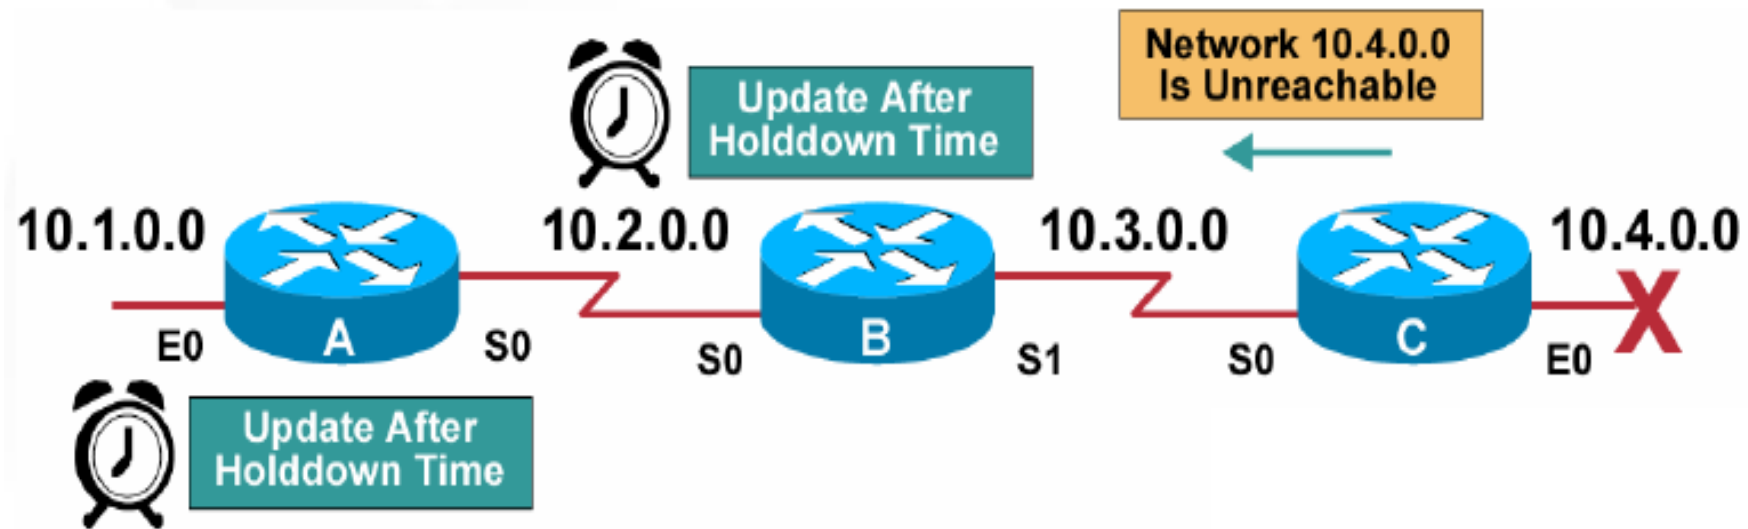 Network 10.4.0.0
Is Unreachable
Update After
Holddown Time
10.1.0.0
10.2.0.0
10.3.0.0
10.4.0.0
E0
A
S0
S0
B
S1
S0
C
E0
X
Update After
Holddown Time